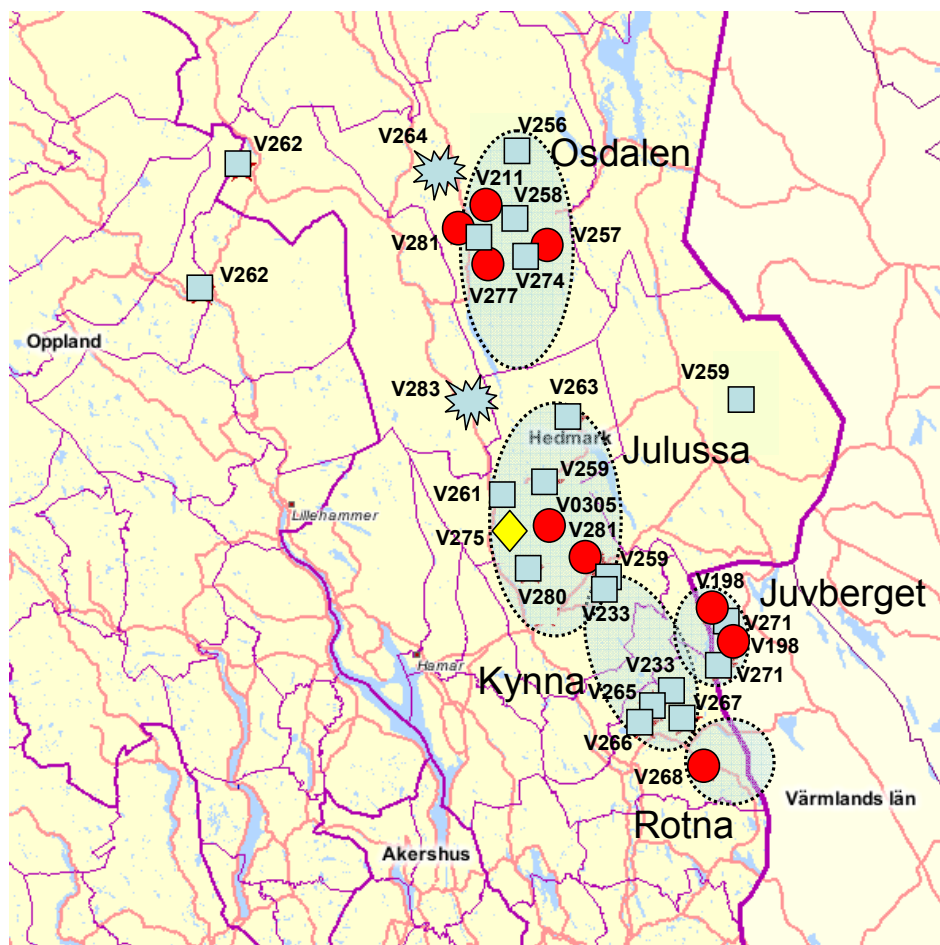 V256
V264
Osdalen
V262
V211
V258
V281
V257
V274
V277
V262
Oppland
V283
V263
V259
Hedmark
Julussa
V261
V259
Lillehammer
V0305
V275
V281
V259
V280
V198
Juvberget
V233
V271
V198
Hamar
V233
V271
Kynna
V265
V267
V266
V268
Värmlands län
Rotna
Akershus